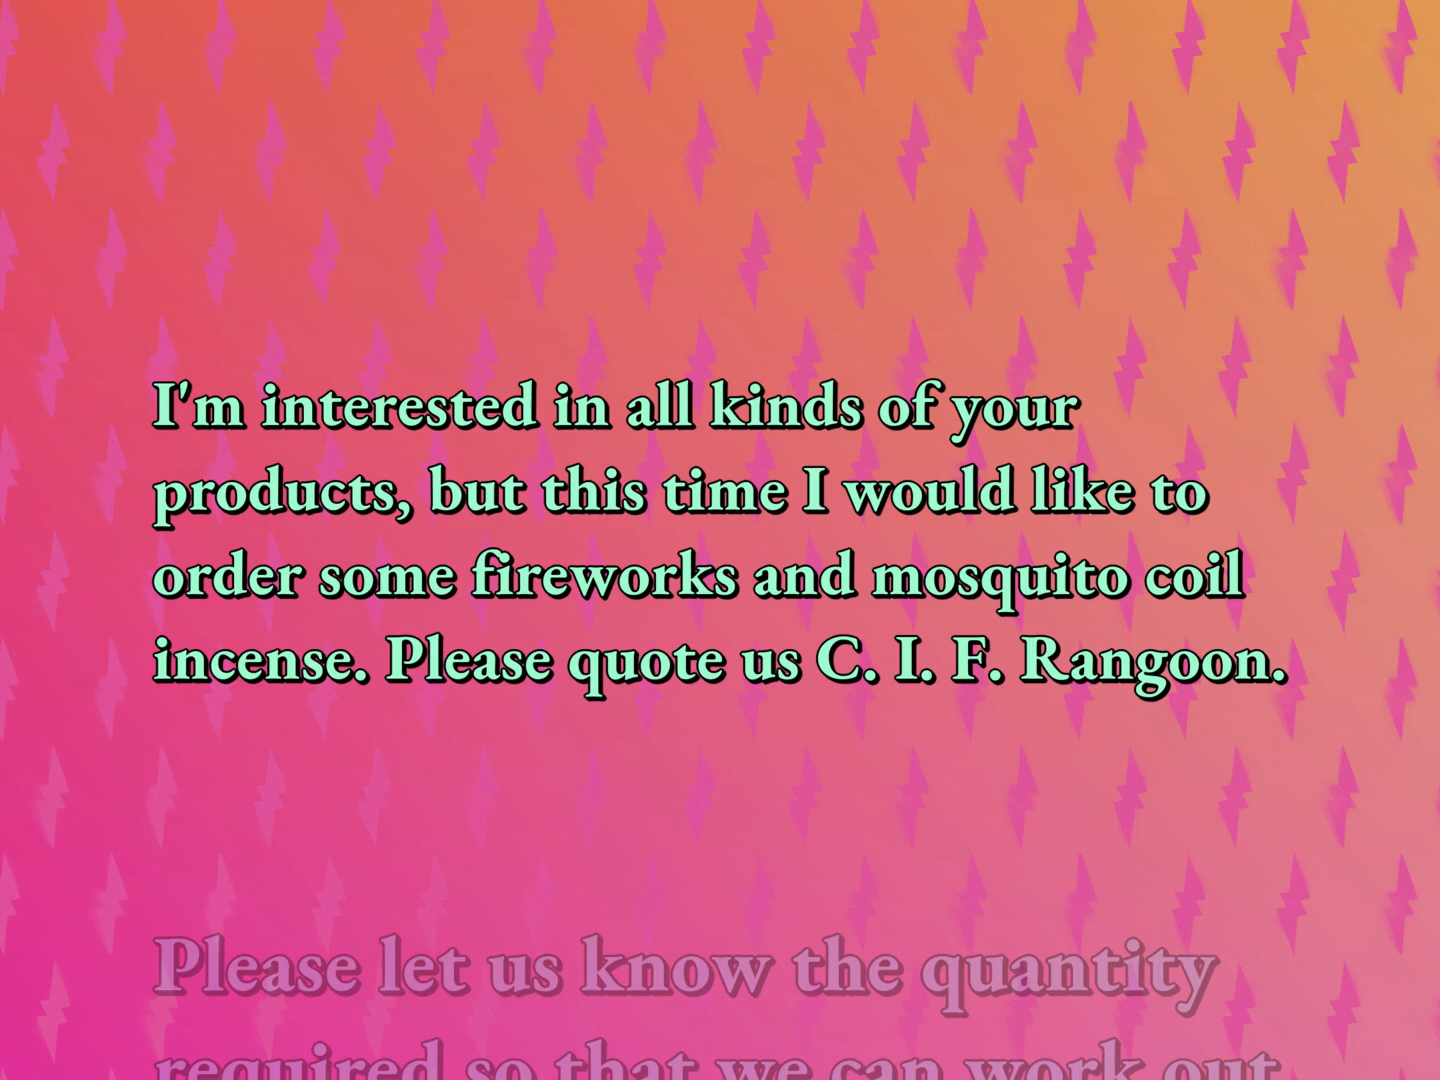 I'm interested in all kinds of your
products, but this time I would like to
order some fireworks and mosquito coil
incense. Please quote us C. I. F. Rangoon.
Please let us know the quantity
required so that we can work out